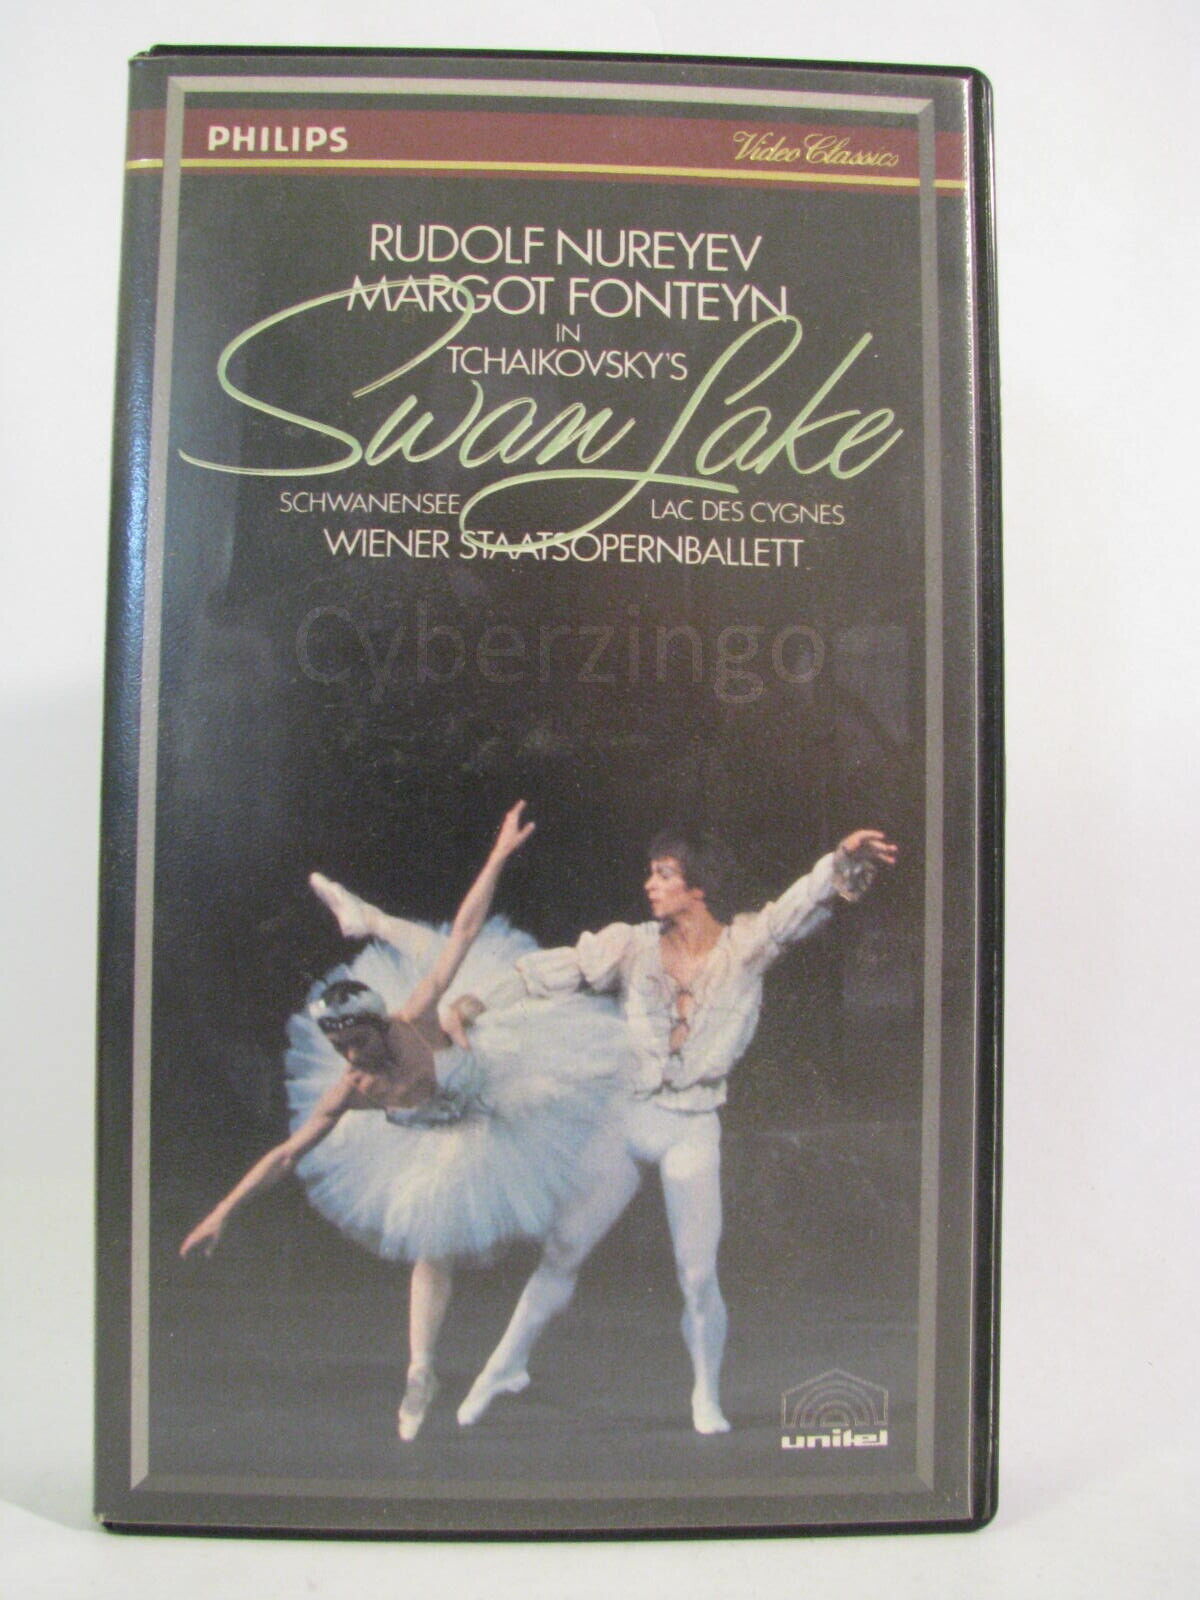 PHILIPS Video Classics
RUDOLF NUREYEV
MARGOT FONTEYN
IN
TCHAIKOVSKY'S
Swan Lake
SCHWANENSEE LAC DES CYGNES
WIENER STAATSOPERNBALLETT
Cyberzingo
unitel